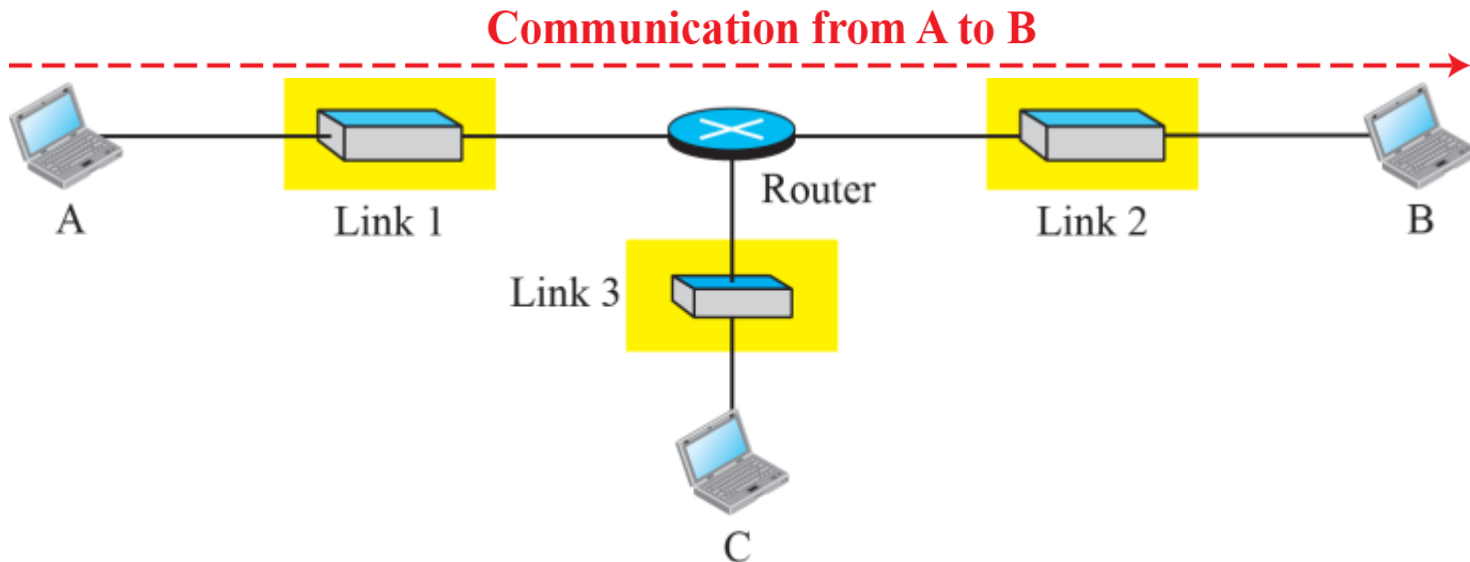 Communication from A to B
A
Link 1
Router
Link 2
B
Link 3
C